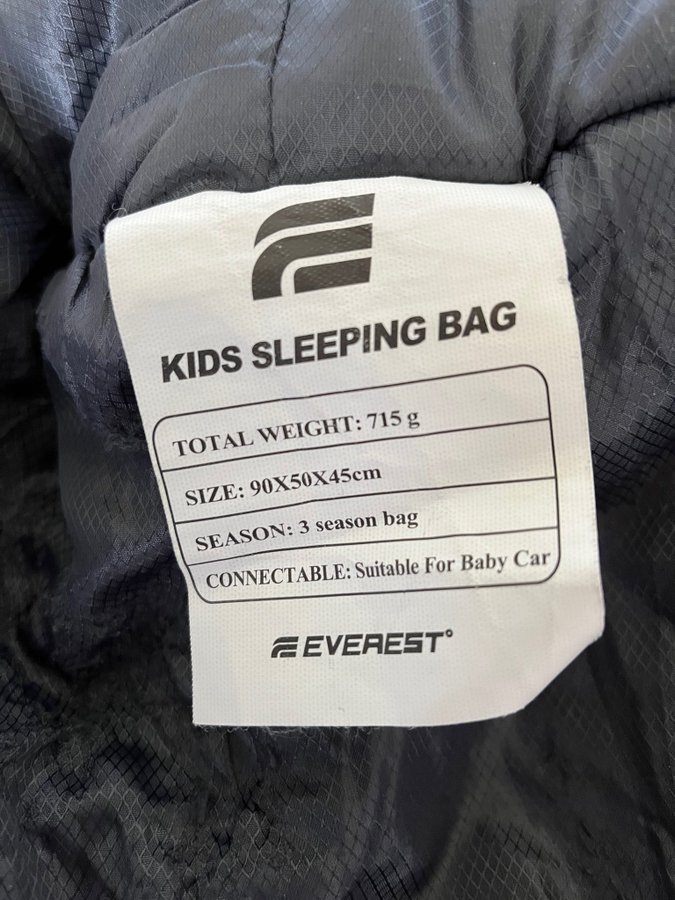 KIDS SLEEPING BAG
TOTAL WEIGHT: 715 g
SIZE: 90X50X45cm
SEASON: 3 season bag
CONNECTABLE: Suitable For Baby Car
EVEREST°